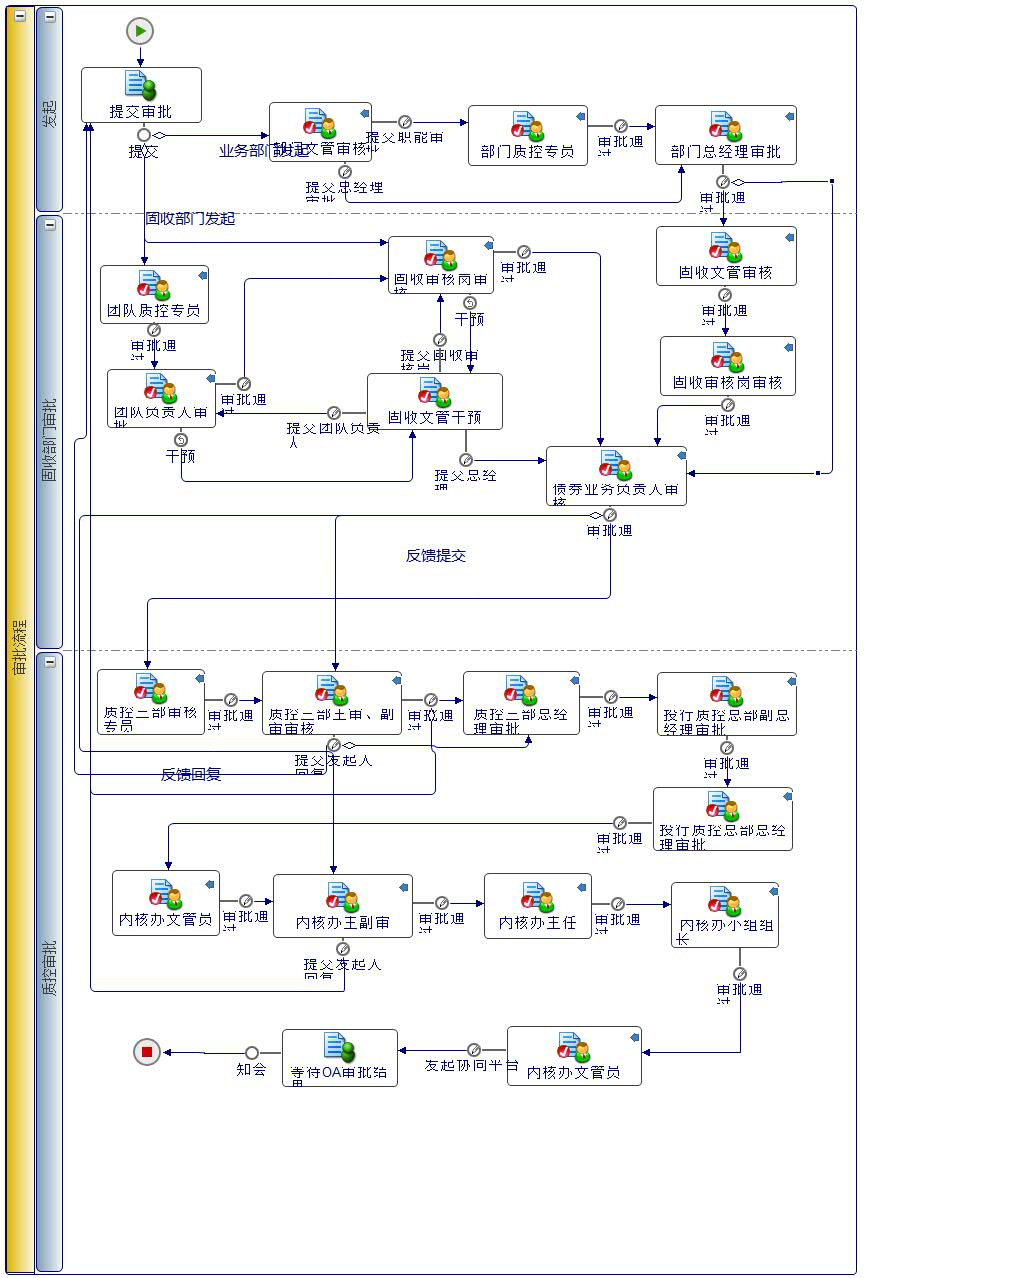 审批流程
发起
提交审批
提交
业务部门发起
部门文管审核
提交职能审
批
提交总经理
审批
部门质控专员
审批通
过
部门总经理审批
审批通
过
固收部门审批
固收部门发起
固收审核岗审
核
审批通
过
干预
固收文管审核
审批通
过
团队质控专员
审批通
过
提交固收审
核岗
固收审核岗审核
审批通
过
团队负责人审
批
审批通
过
干预
固收文管干预
提交团队负责
人
提交总经
理
债券业务负责人审
核
审批通
过
反馈提交
质控审批
质控二部审核
专员
审批通
过
质控二部主审、副
审审核
审批通
过
质控二部总经
理审批
审批通
过
投行质控总部副总
经理审批
审批通
过
提交发起人
回复
反馈回复
投行质控总部总经
理审批
审批通
过
内核办文管员
审批通
过
内核办主副审
审批通
过
内核办主任
审批通
过
内核办小组组
长
提交发起人
回复
审批通
过
知会
等待OA审批结
果
发起协同平台
内核办文管员